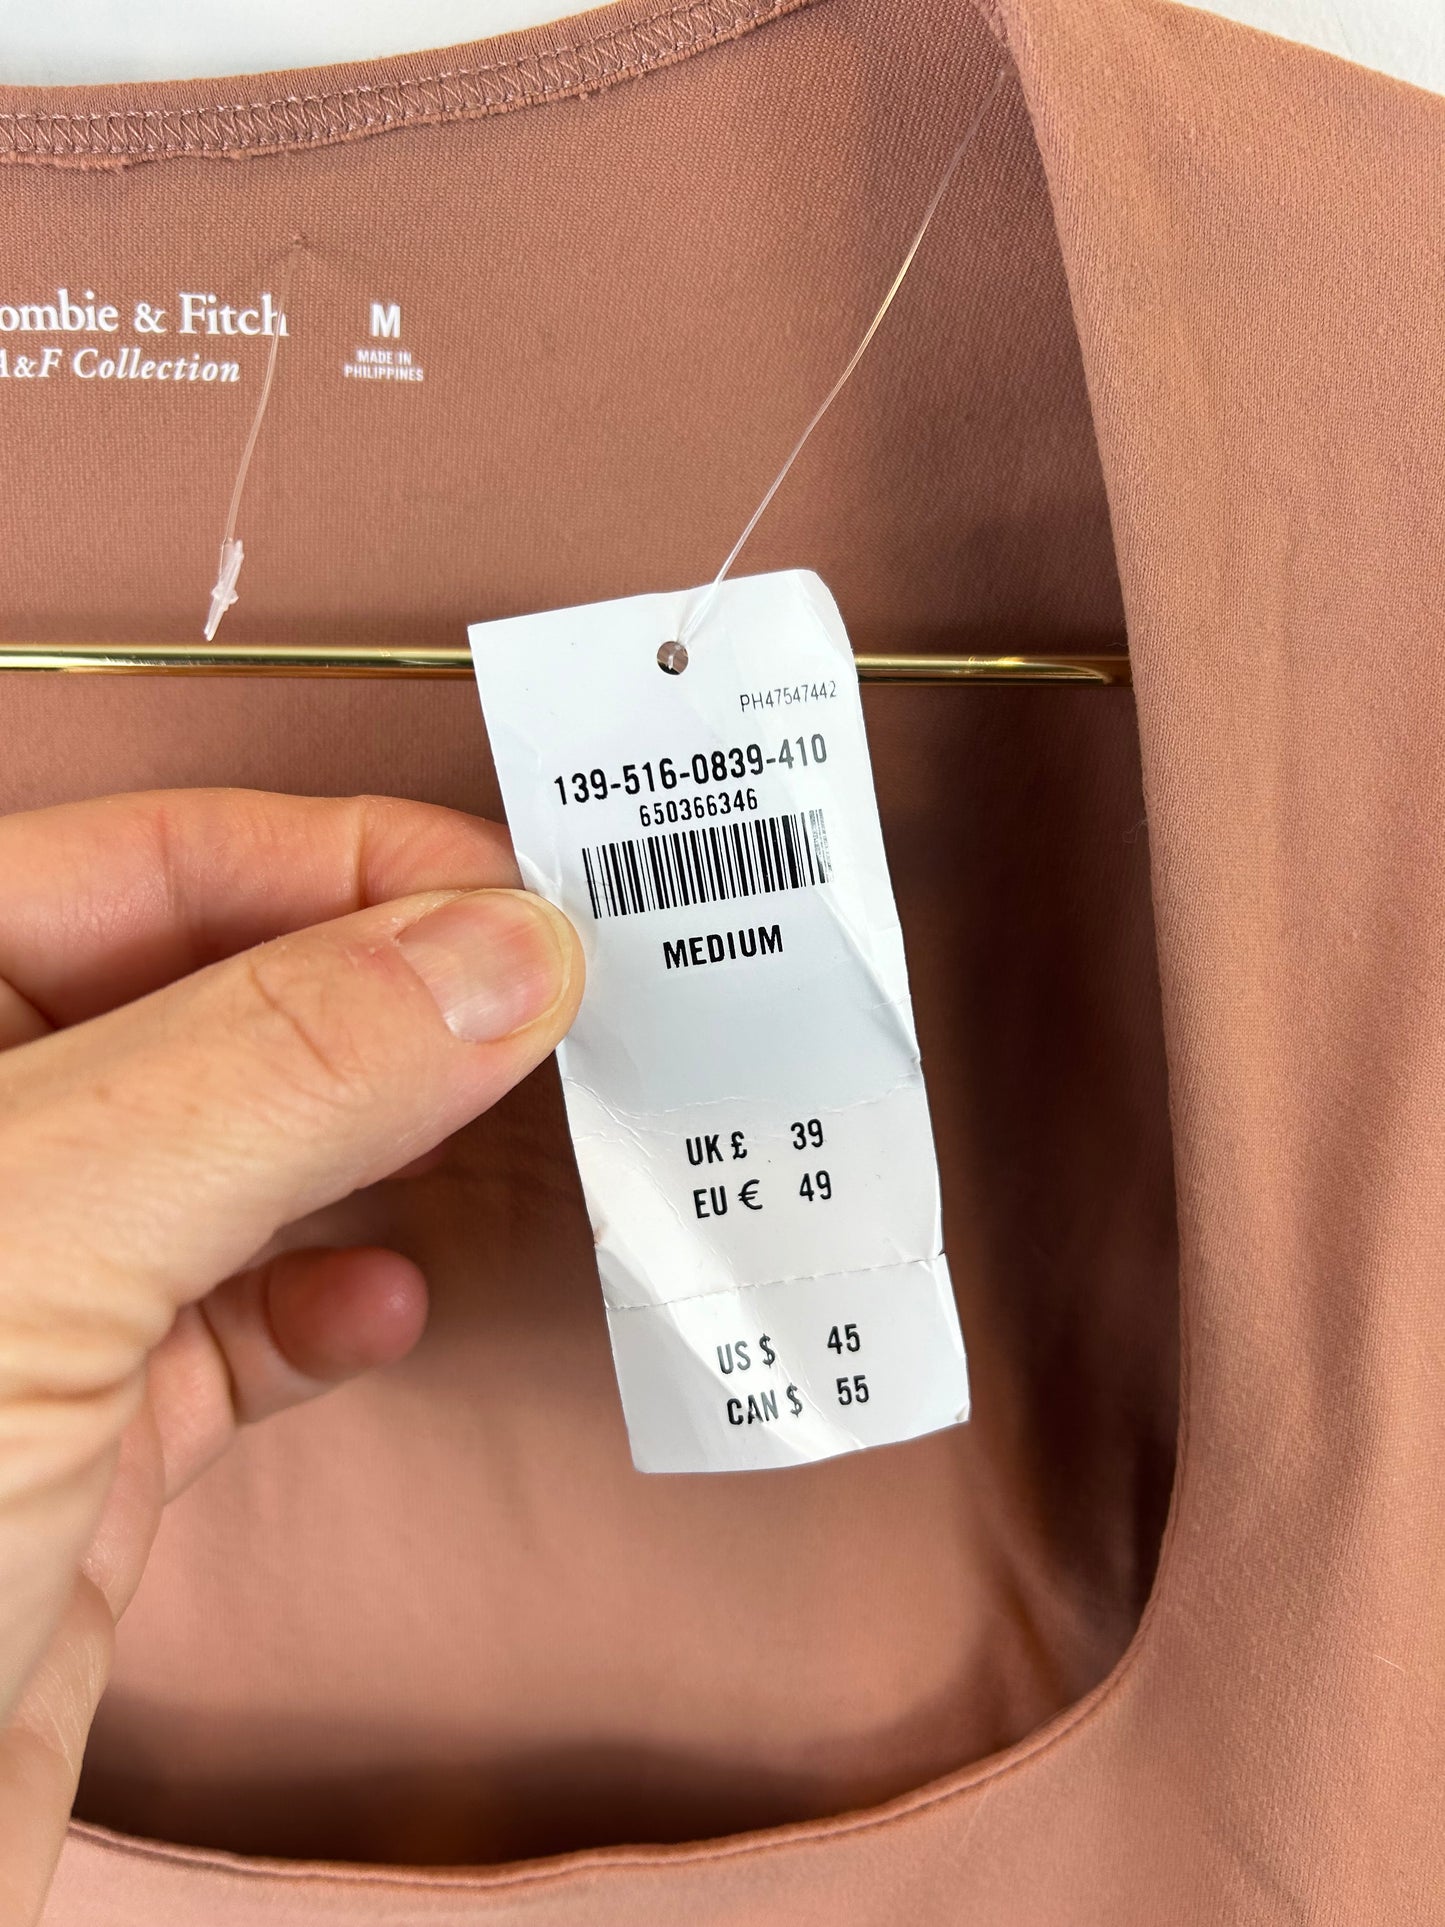 ombie & Fitch
A&F Collection
M
MADE IN
PHILIPPINES
PH47547442
139-516-0839-410
650366346
MEDIUM
UK £ 39
EU € 49
US $ 45
CAN $ 55